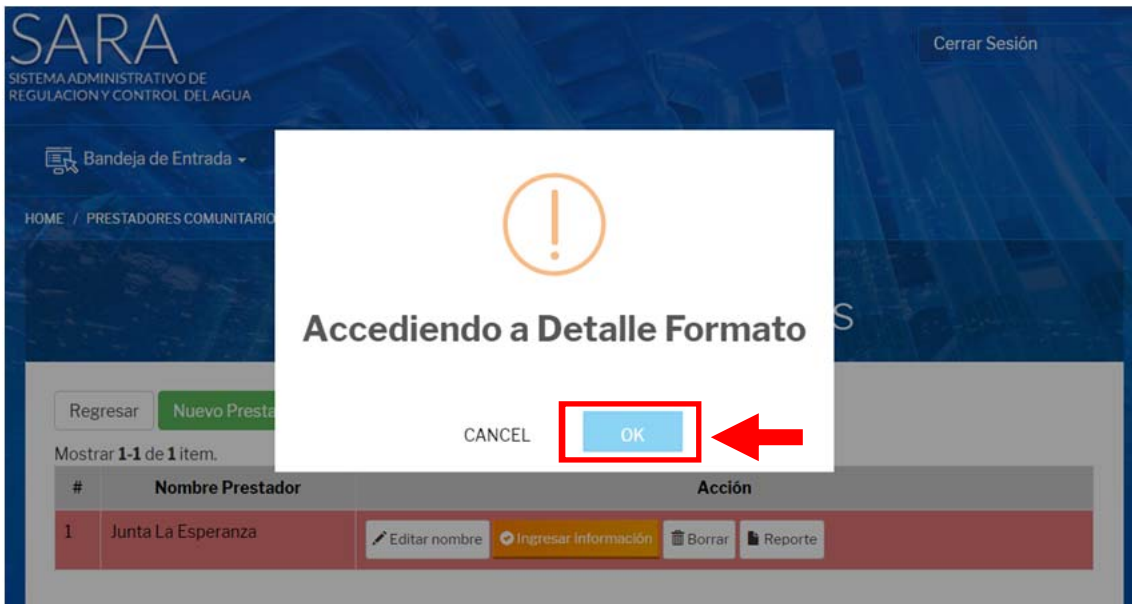 SARA
SISTEMA ADMINISTRATIVO DE
REGULACION Y CONTROL DEL AGUA
Cerrar Sesión
Bandeja de Entrada
HOME / PRESTADORES COMUNITARIO
S
Accediendo a Detalle Formato
CANCEL OK
Regresar Nuevo Presta
Mostrar 1-1 de 1 item.
# Nombre Prestador Acción
1 Junta La Esperanza Editar nombre Ingresar información Borrar Reporte